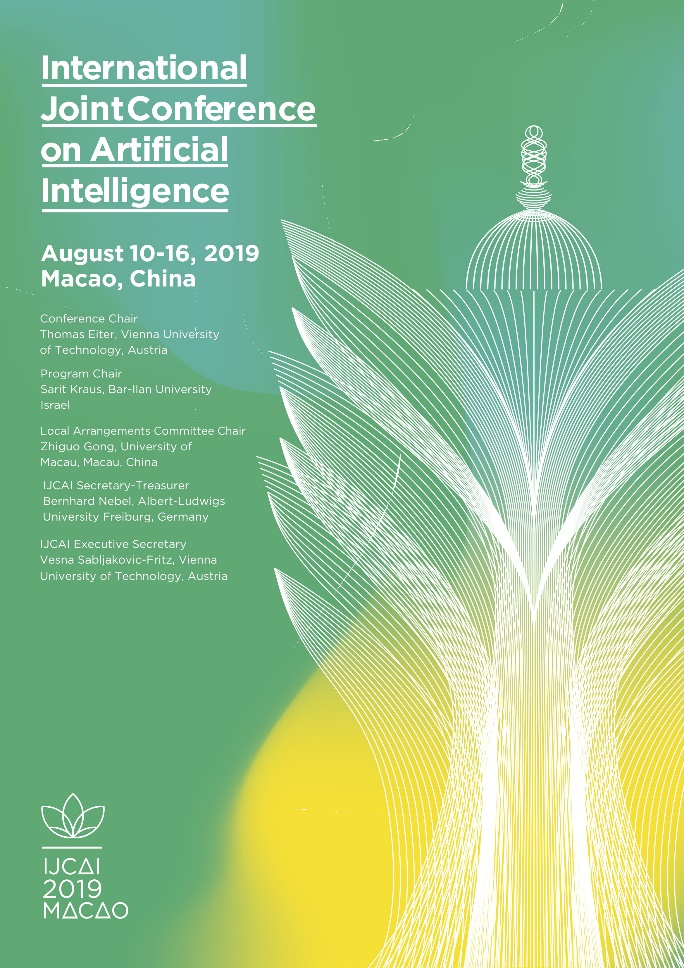 International
Joint Conference
on Artificial
Intelligence
August 10-16, 2019
Macao, China
Conference Chair
Thomas Eiter, Vienna University
of Technology, Austria
Program Chair
Sarit Kraus, Bar-Ilan University
Israel
Local Arrangements Committee Chair
Zhiguo Gong, University of
Macau, Macau, China
IJCAI Secretary-Treasurer
Bernhard Nebel, Albert-Ludwigs
University Freiburg, Germany
IJCAI Executive Secretary
Vesna Sabljakovic-Fritz, Vienna
University of Technology, Austria
IJCAI
2019
MACAO